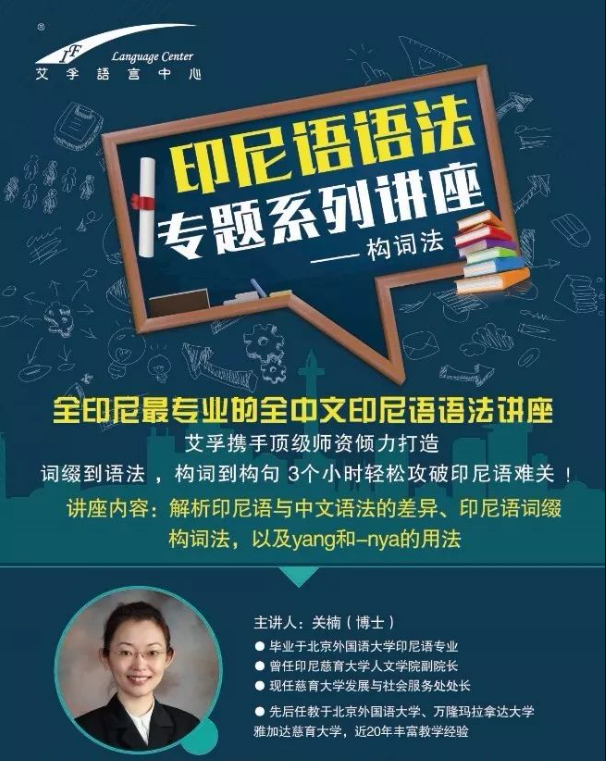 ®
IF
Language Center
艾孚語言中心
印尼语语法
专题系列讲座
——构词法
全印尼最专业的全中文印尼语语法讲座
艾孚携手顶级师资倾力打造
词缀到语法，构词到构句 3个小时轻松攻破印尼语难关！
讲座内容：解析印尼语与中文语法的差异、印尼语词缀
构词法，以及yang和-nya的用法
主讲人：关楠（博士）
● 毕业于北京外国语大学印尼语专业
● 曾任印尼慈育大学人文学院副院长
● 现任慈育大学发展与社会服务处处长
● 先后任教于北京外国语大学、万隆玛拉拿达大学
雅加达慈育大学，近20年丰富教学经验